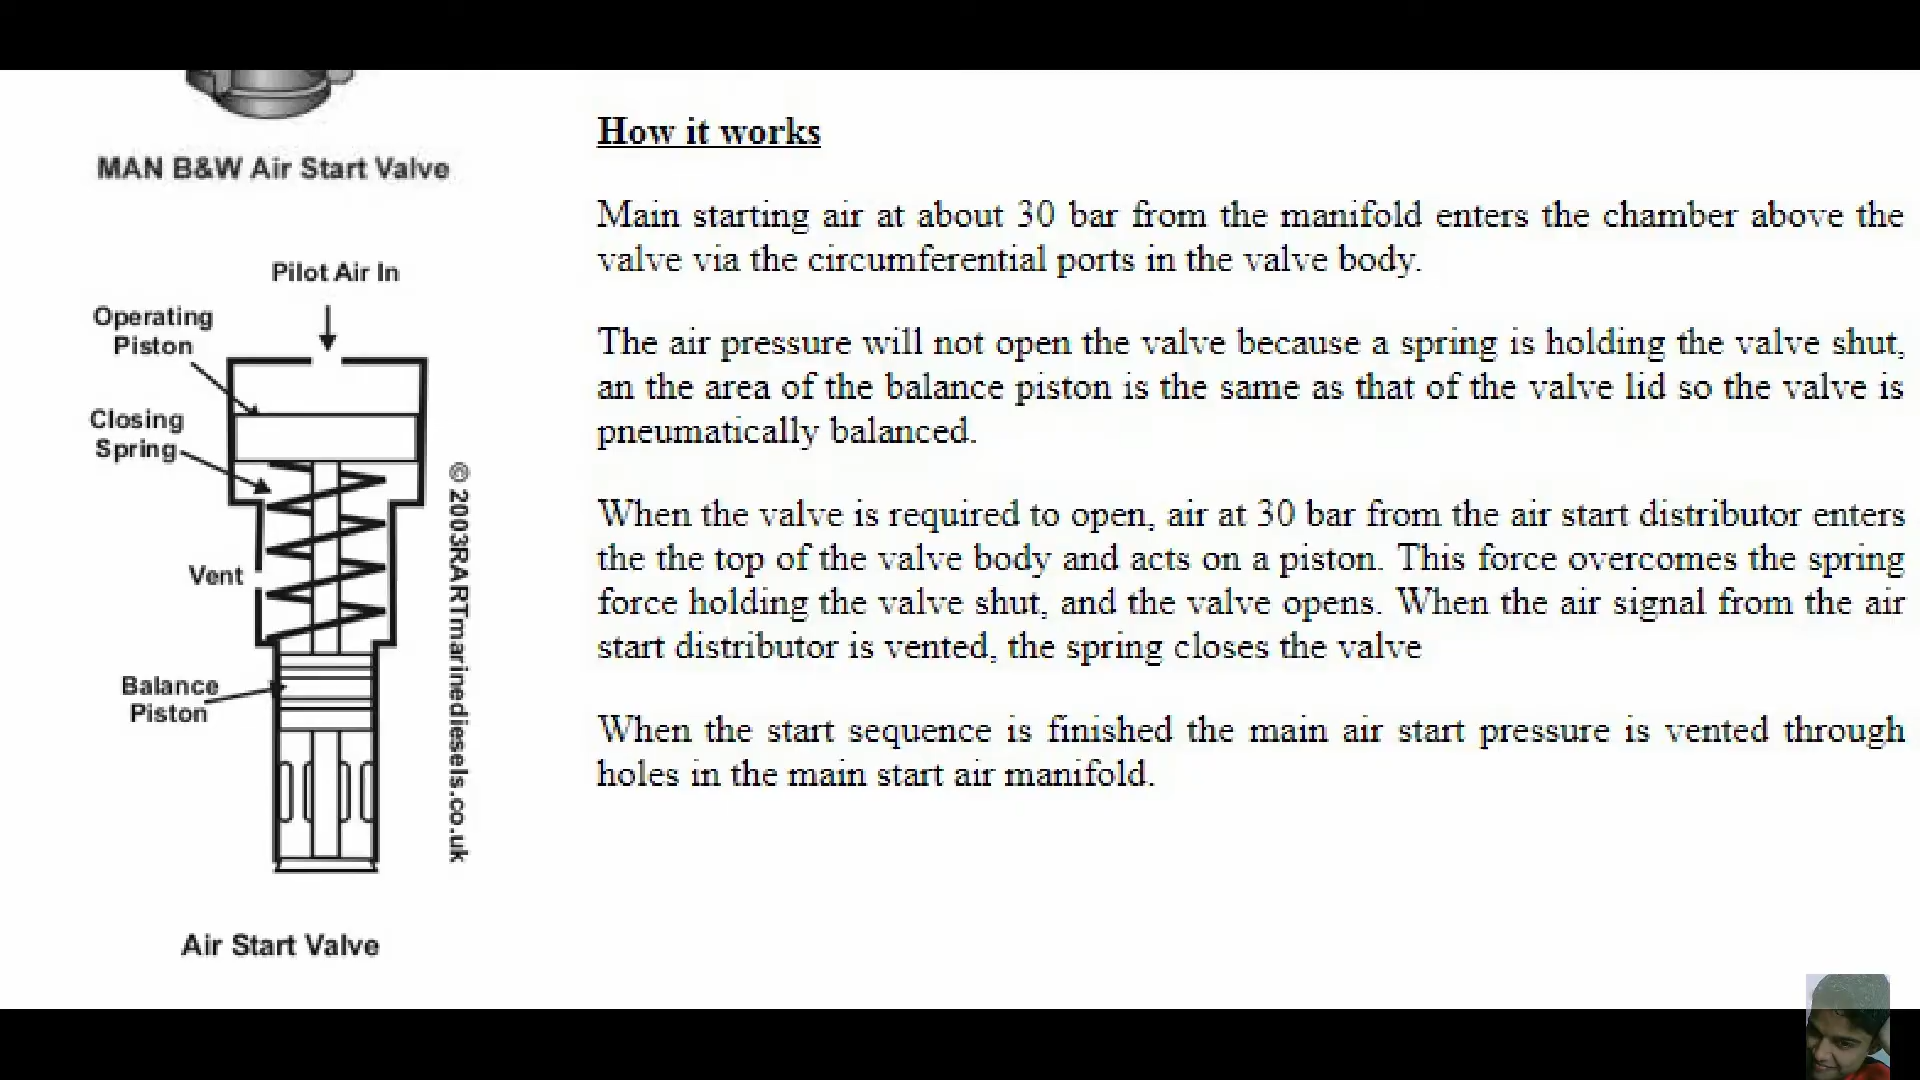 MAN B&W Air Start Valve
Pilot Air In
Operating
Piston
Closing
Spring
Vent
Balance
Piston
© 2003RARTmarinediesels.co.uk
Air Start Valve
How it works
Main starting air at about 30 bar from the manifold enters the chamber above the
valve via the circumferential ports in the valve body.
The air pressure will not open the valve because a spring is holding the valve shut,
an the area of the balance piston is the same as that of the valve lid so the valve is
pneumatically balanced.
When the valve is required to open, air at 30 bar from the air start distributor enters
the the top of the valve body and acts on a piston. This force overcomes the spring
force holding the valve shut, and the valve opens. When the air signal from the air
start distributor is vented, the spring closes the valve
When the start sequence is finished the main air start pressure is vented through
holes in the main start air manifold.